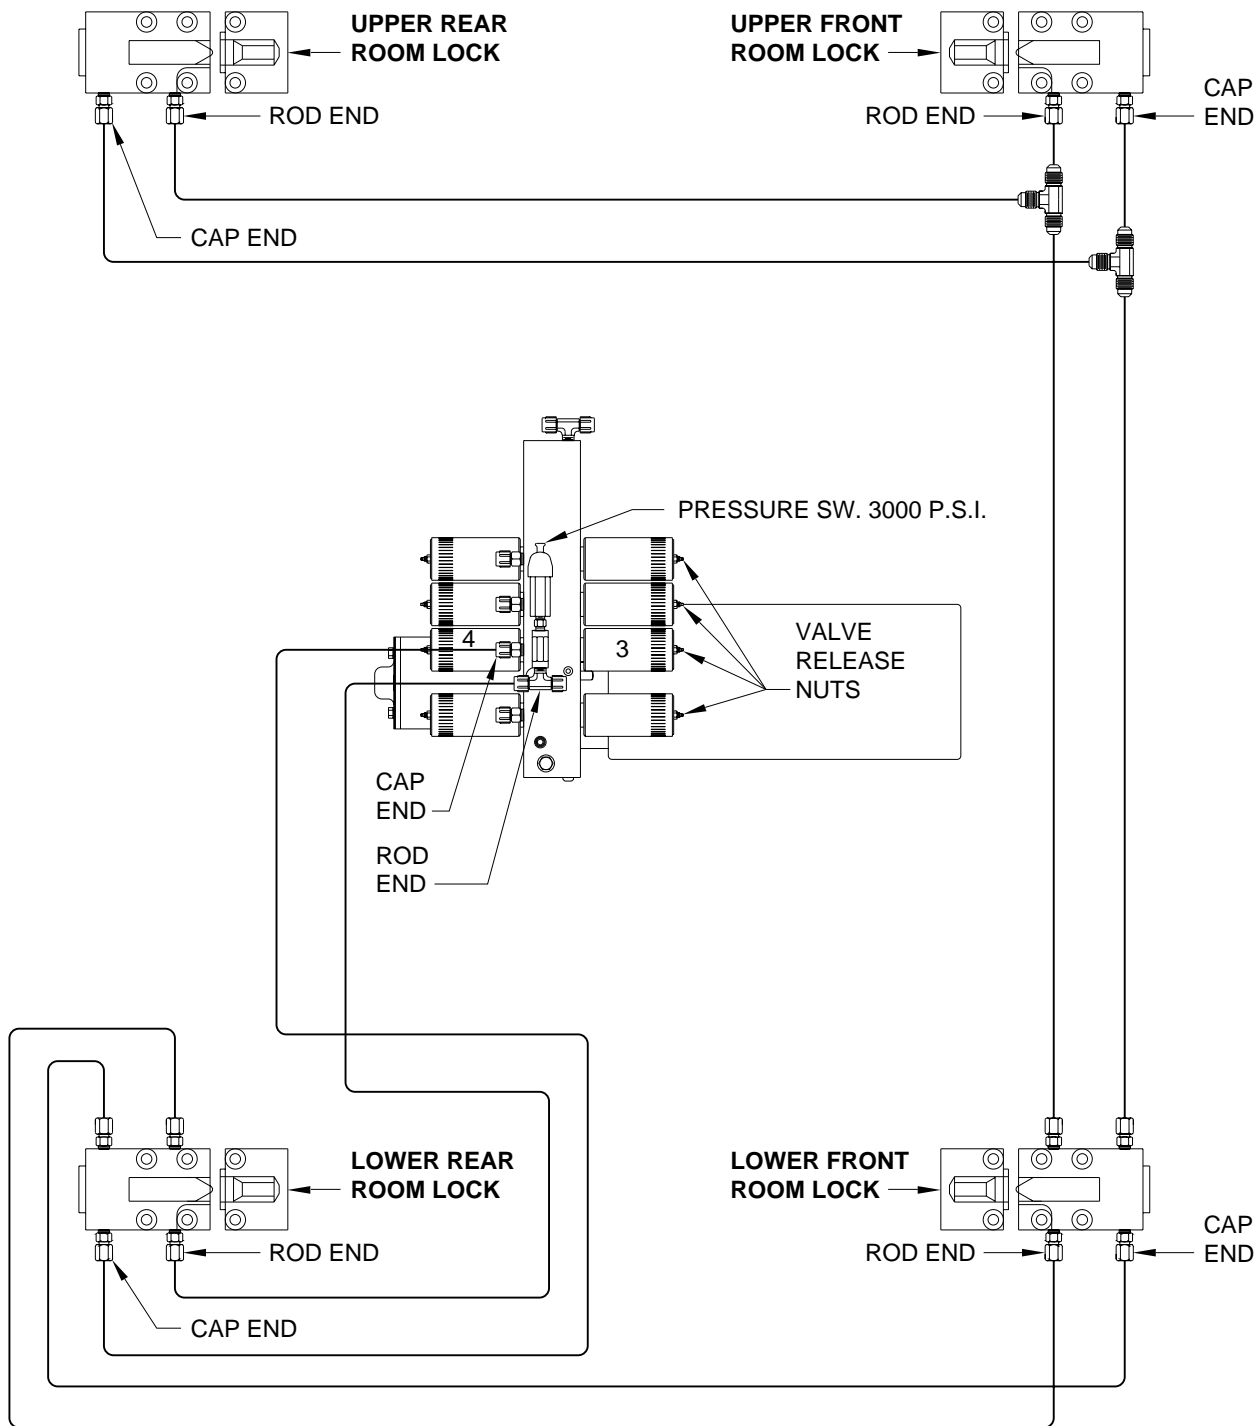 UPPER REAR
ROOM LOCK
UPPER FRONT
ROOM LOCK
ROD END
ROD END
CAP
END
CAP END
PRESSURE SW. 3000 P.S.I.
4
3
VALVE
RELEASE
NUTS
CAP
END
ROD
END
LOWER REAR
ROOM LOCK
LOWER FRONT
ROOM LOCK
ROD END
ROD END
CAP
END
CAP END